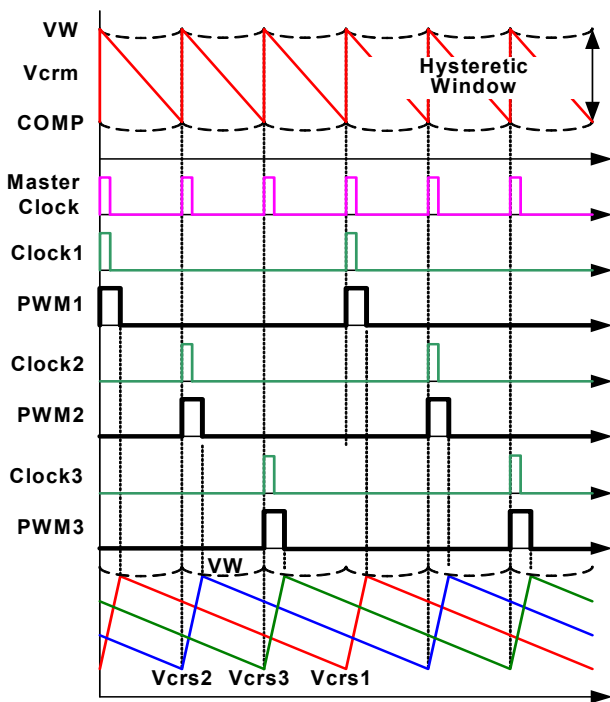 VW
Vcrm
Hysteretic
Window
COMP
Master
Clock
Clock1
PWM1
Clock2
PWM2
Clock3
PWM3
VW
Vcrs2 Vcrs3 Vcrs1